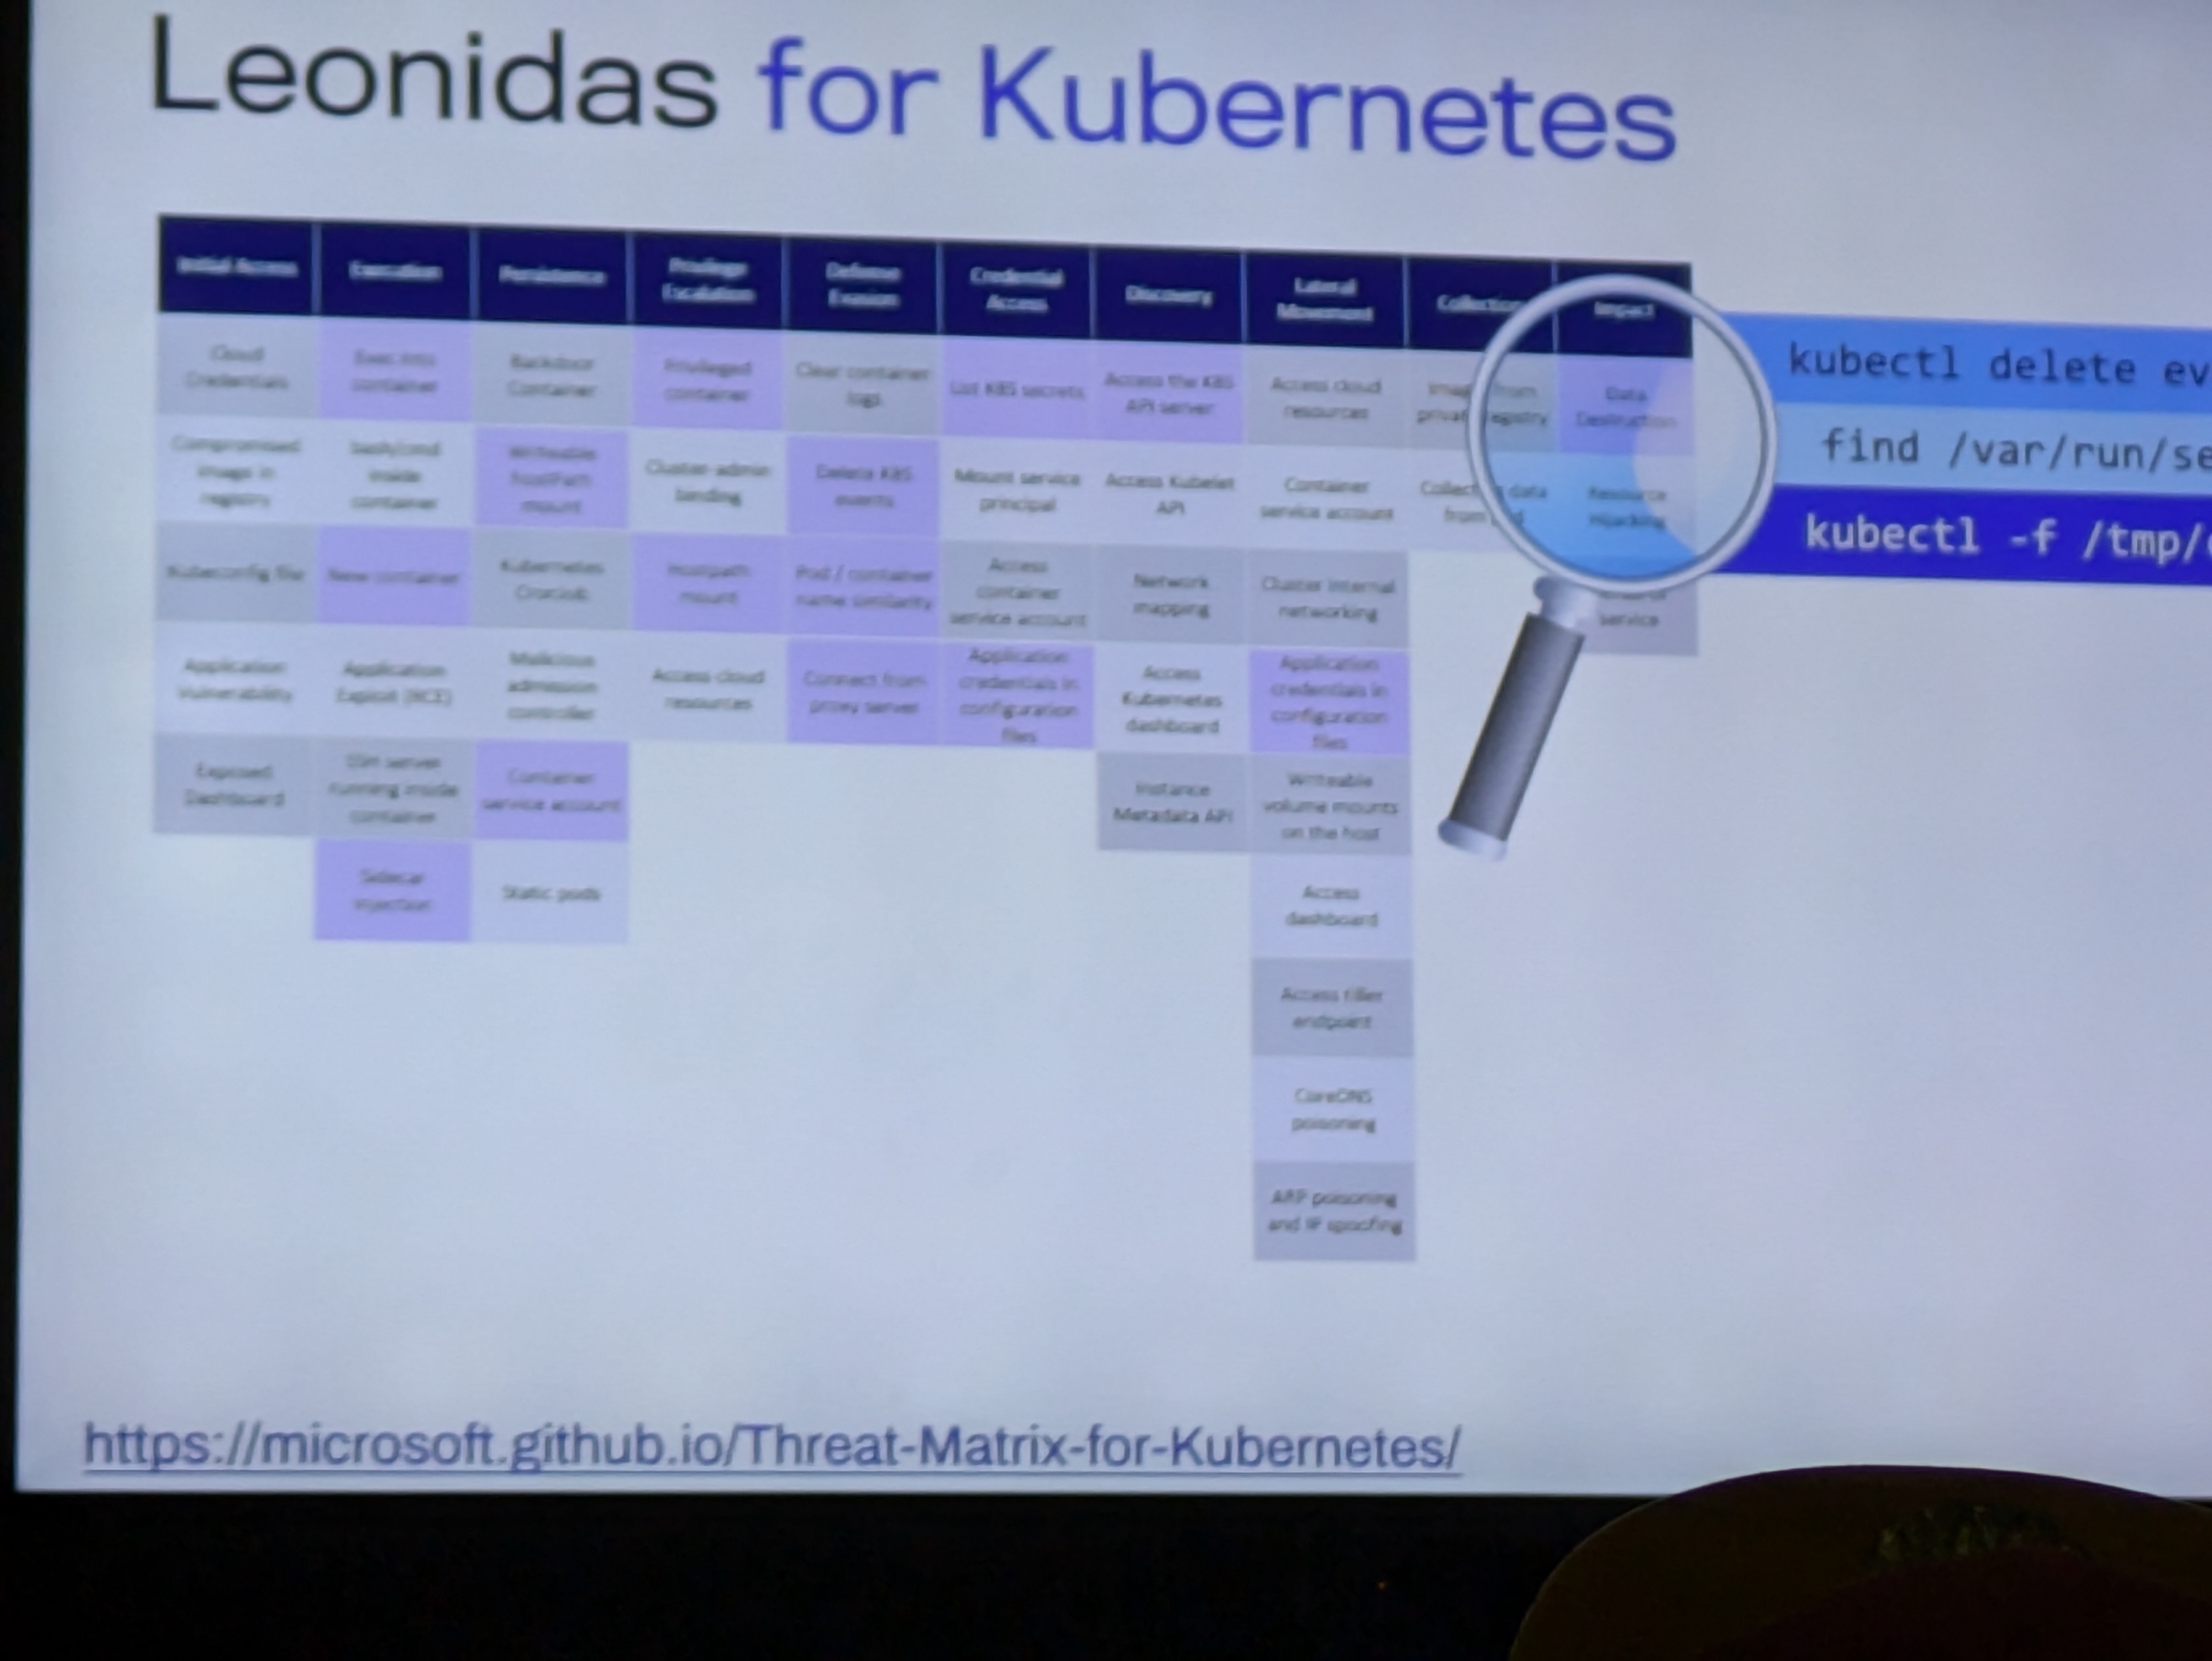 Leonidas for Kubernetes
Initial Access
Execution
Persistence
Privilege
Escalation
Defense
Evasion
Credential
Access
Discovery
Lateral
Movement
Collection
Impact
Cloud
Credentials
Exec into
container
Backdoor
Container
Privileged
container
Clear container
logs
List K8S secrets
Access the K8S
API server
Access cloud
resources
from
registry
Data
Destruction
Compromised
image in
registry
bash/cmd
inside
container
Writeable
hostPath
mount
Cluster-admin
binding
Delete K8S
events
Mount service
principal
Access Kubelet
API
Container
service account
data
from
Resource
Hijacking
Kubeconfig file
New container
Kubernetes
CronJob
Hostpath
mount
Pod / container
name similarity
Access
container
service account
Network
mapping
Cluster internal
networking
service
Application
Vulnerability
Application
Exploit (RCE)
Malicious
admission
controller
Access cloud
resources
Connect from
proxy server
Application
credentials in
configuration
files
Access
Kubernetes
dashboard
Application
credentials in
configuration
files
Exposed
Dashboard
SSH server
running inside
container
Container
service account
Instance
Metadata API
Writeable
volume mounts
on the host
Sidecar
injection
Static pods
Access
dashboard
Access tiller
endpoint
CoreDNS
poisoning
ARP poisoning
and IP spoofing
kubectl delete ev
find /var/run/se
kubectl -f /tmp/
https://microsoft.github.io/Threat-Matrix-for-Kubernetes/